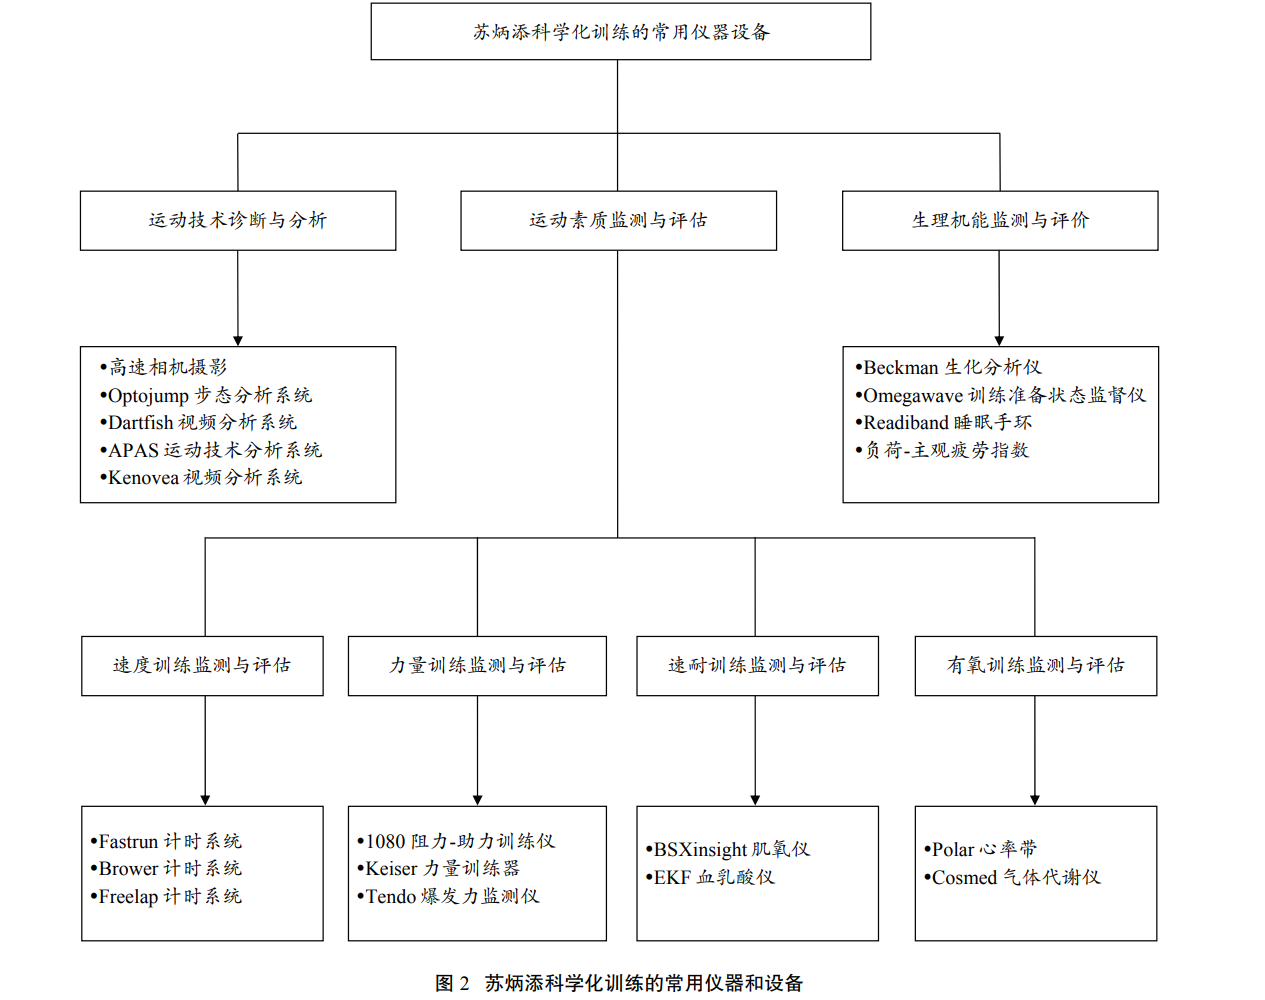 苏炳添科学化训练的常用仪器设备
运动技术诊断与分析
运动素质监测与评估
生理机能监测与评价
•高速相机摄影
•Optojump 步态分析系统
•Dartfish 视频分析系统
•APAS 运动技术分析系统
•Kenovea 视频分析系统
•Beckman 生化分析仪
•Omegawave 训练准备状态监督仪
•Readiband 睡眠手环
•负荷-主观疲劳指数
速度训练监测与评估
力量训练监测与评估
速耐训练监测与评估
有氧训练监测与评估
•Fastrun 计时系统
•Brower 计时系统
•Freelap 计时系统
•1080 阻力-助力训练仪
•Keiser 力量训练器
•Tendo 爆发力监测仪
•BSXinsight 肌氧仪
•EKF 血乳酸仪
•Polar 心率带
•Cosmed 气体代谢仪
图 2 苏炳添科学化训练的常用仪器和设备